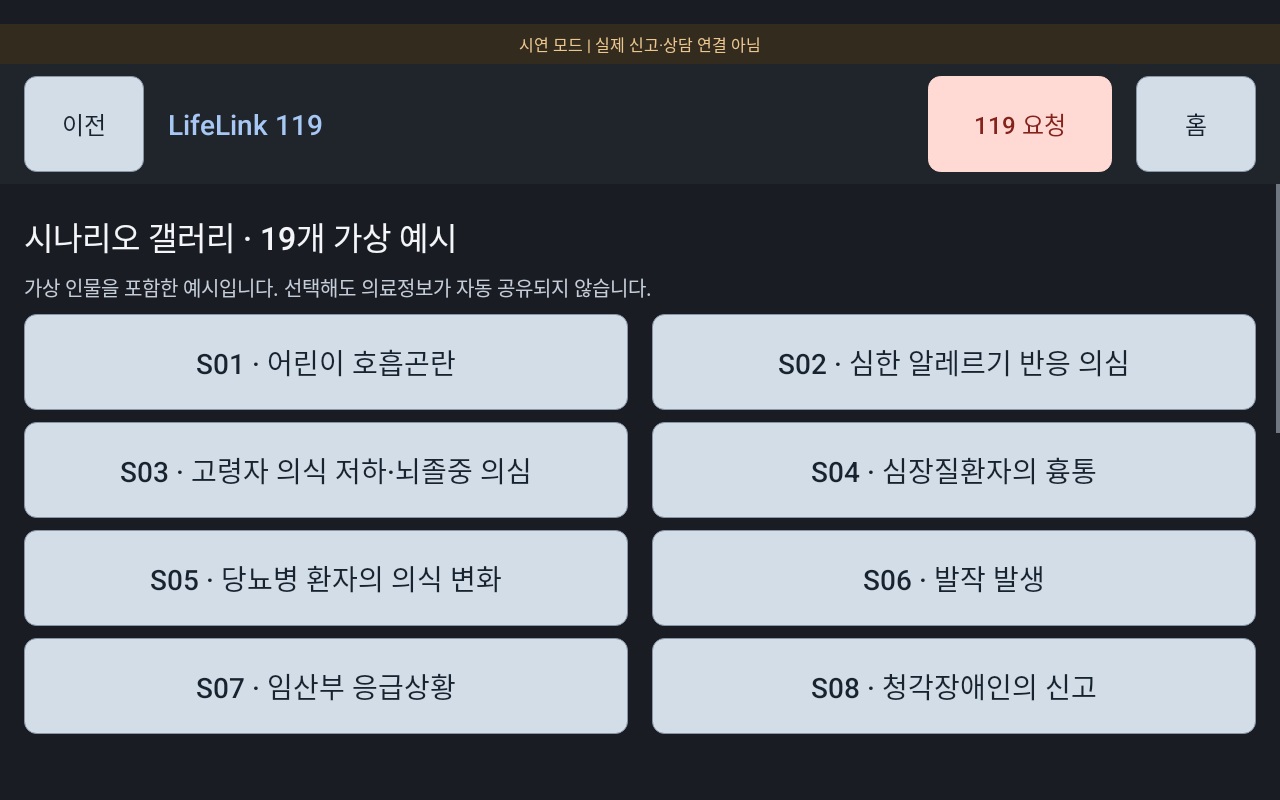 시연 모드 | 실제 신고·상담 연결 아님
이전
LifeLink 119
119 요청
홈
시나리오 갤러리 · 19개 가상 예시
가상 인물을 포함한 예시입니다. 선택해도 의료정보가 자동 공유되지 않습니다.
S01 · 어린이 호흡곤란
S02 · 심한 알레르기 반응 의심
S03 · 고령자 의식 저하·뇌졸중 의심
S04 · 심장질환자의 흉통
S05 · 당뇨병 환자의 의식 변화
S06 · 발작 발생
S07 · 임산부 응급상황
S08 · 청각장애인의 신고